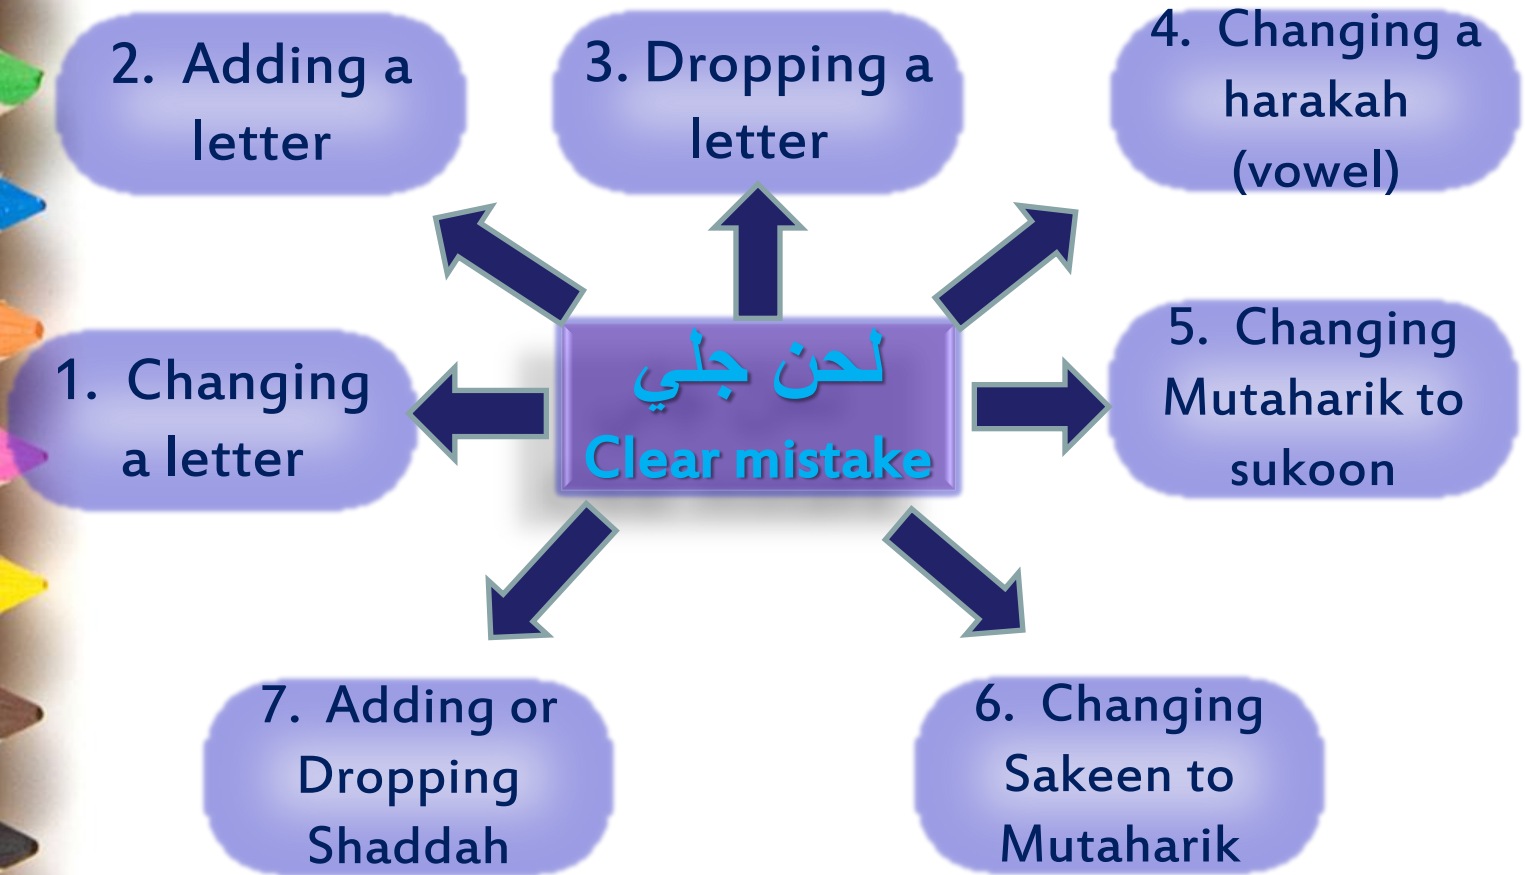 2. Adding a
letter
3. Dropping a
letter
4. Changing a
harakah
(vowel)
1. Changing
a letter
لحن جلي
Clear mistake
5. Changing
Mutaharik to
sukoon
7. Adding or
Dropping
Shaddah
6. Changing
Sakeen to
Mutaharik